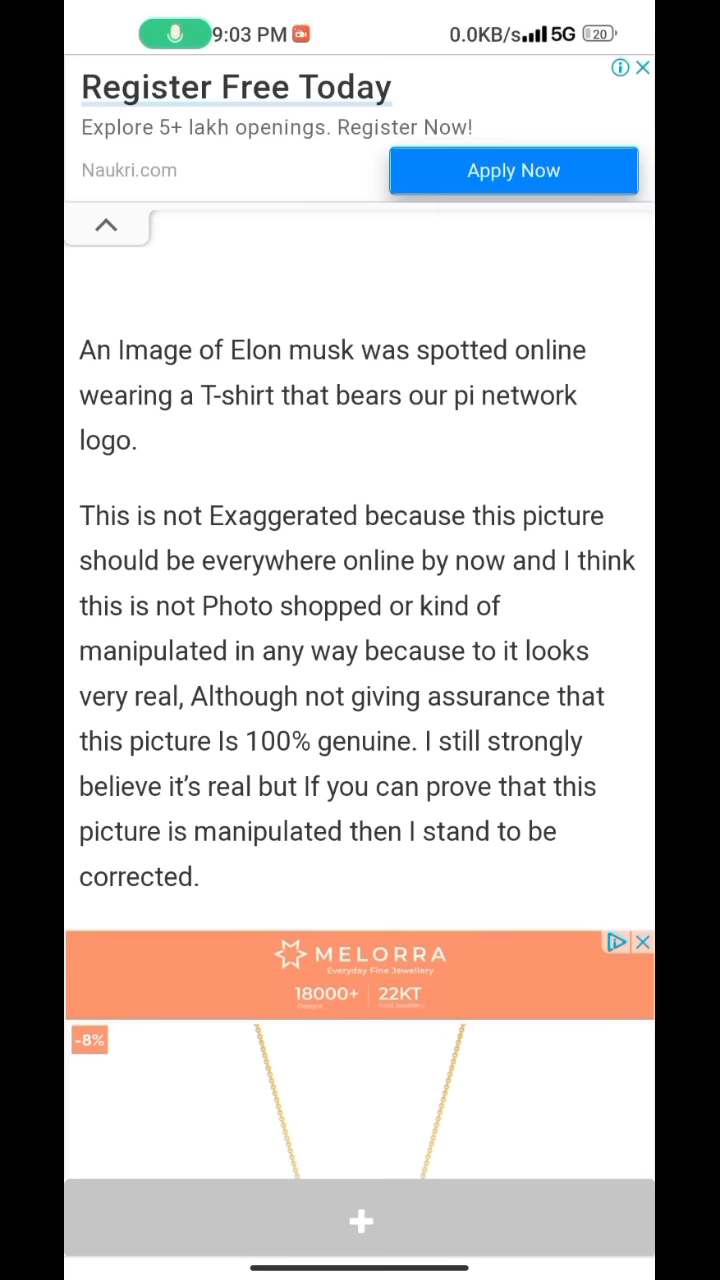 9:03 PM
0.0KB/s 5G 20
Register Free Today
Explore 5+ lakh openings. Register Now!
Naukri.com
Apply Now
An Image of Elon musk was spotted online
wearing a T-shirt that bears our pi network
logo.
This is not Exaggerated because this picture
should be everywhere online by now and I think
this is not Photo shopped or kind of
manipulated in any way because to it looks
very real, Although not giving assurance that
this picture Is 100% genuine. I still strongly
believe it’s real but If you can prove that this
picture is manipulated then I stand to be
corrected.
MELORRA
Everyday Fine Jewellery
18000+ 22KT
Designs Gold Jewellery
-8%